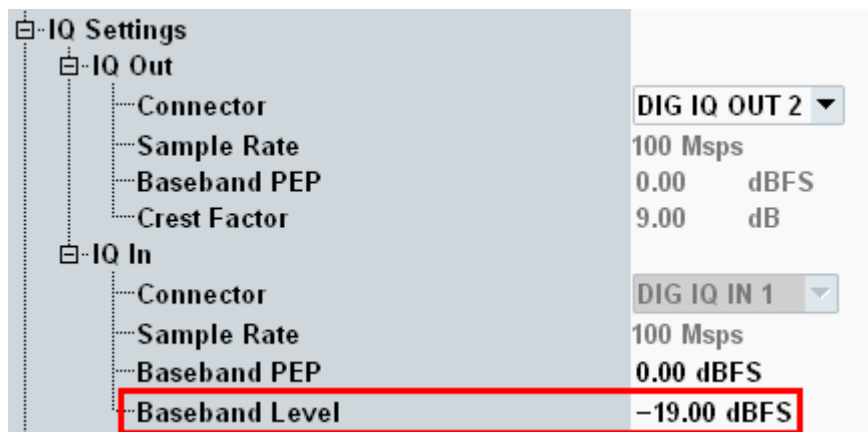 IQ Settings
IQ Out
Connector DIG IQ OUT 2
Sample Rate 100 Msps
Baseband PEP 0.00 dBFS
Crest Factor 9.00 dB
IQ In
Connector DIG IQ IN 1
Sample Rate 100 Msps
Baseband PEP 0.00 dBFS
Baseband Level −19.00 dBFS